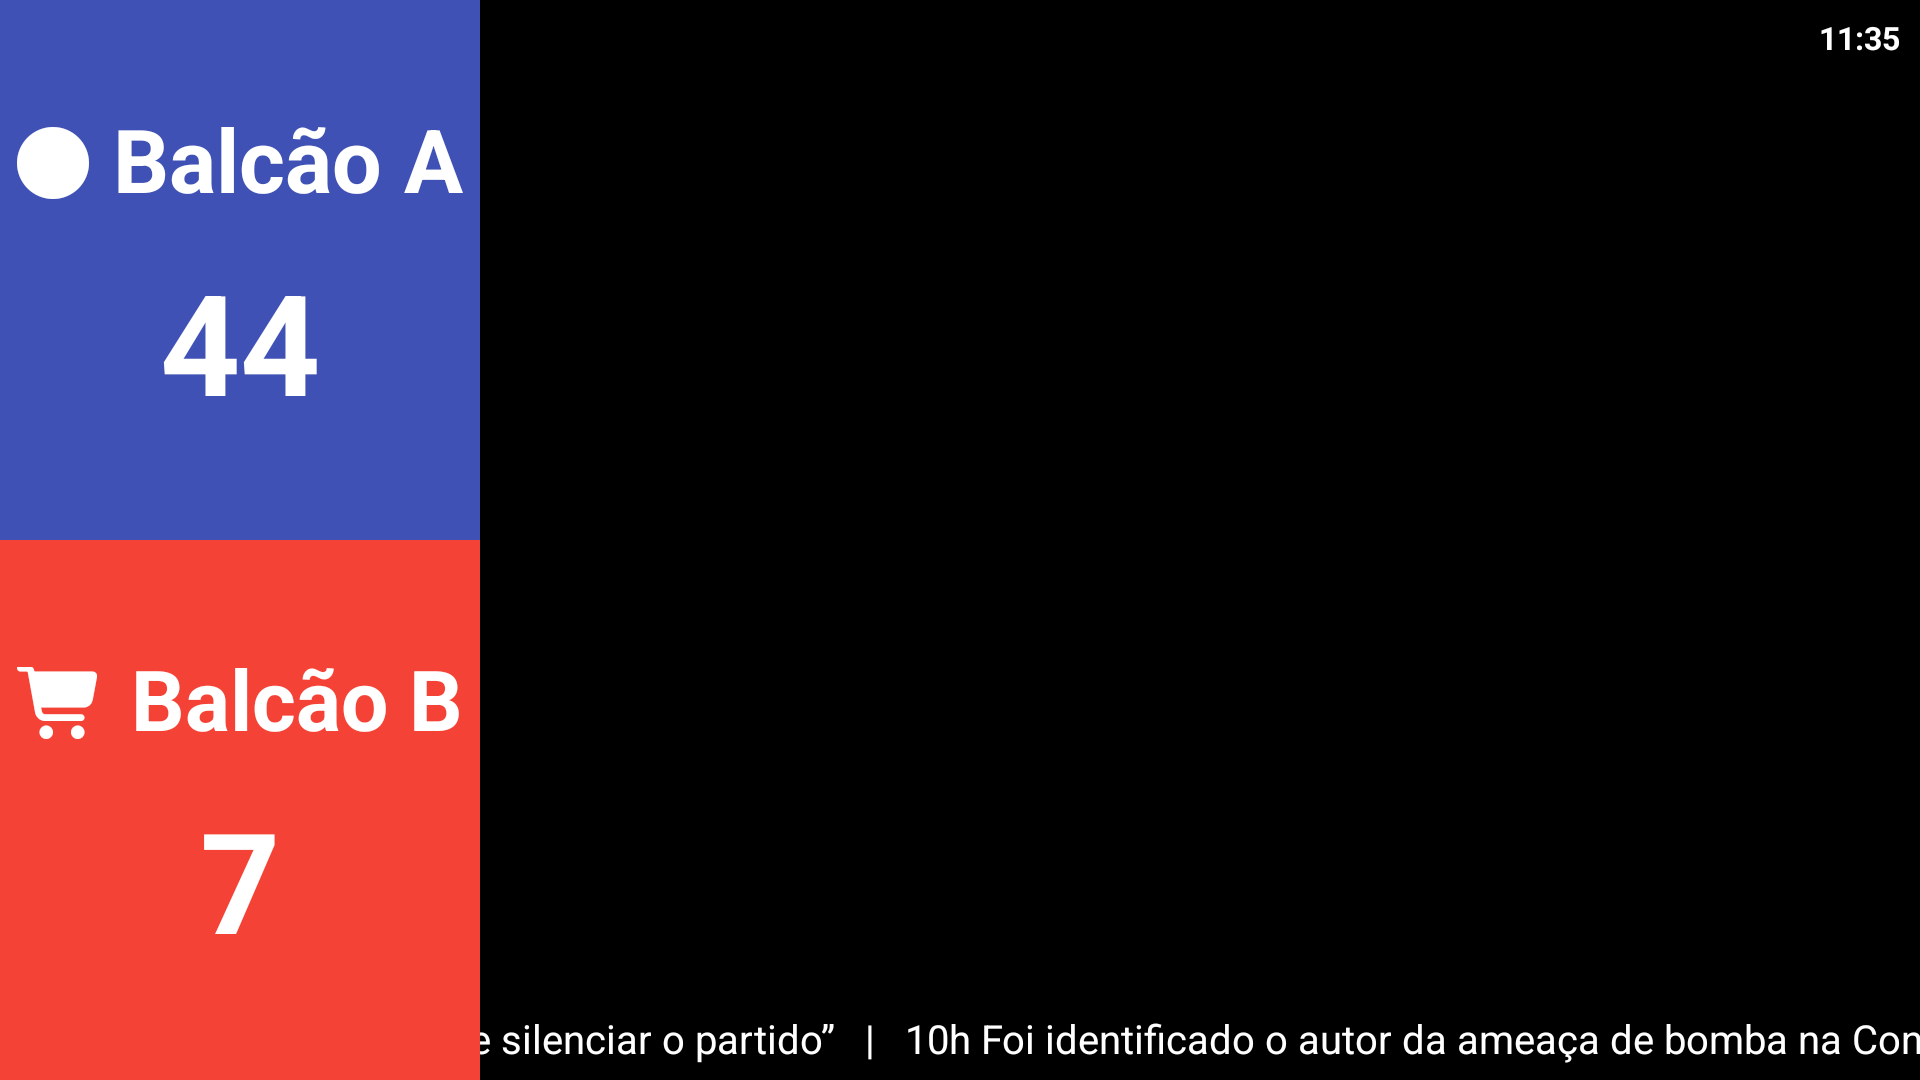 11:35
Balcão A
44
Balcão B
7
silenciar o partido” | 10h Foi identificado o autor da ameaça de bomba na